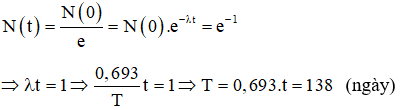 N(t) = N(0)/e = N(0).e^{-λt} = e^{-1}
⇒ λt = 1 ⇒ 0,693/T t = 1 ⇒ T = 0,693.t = 138 (ngày)